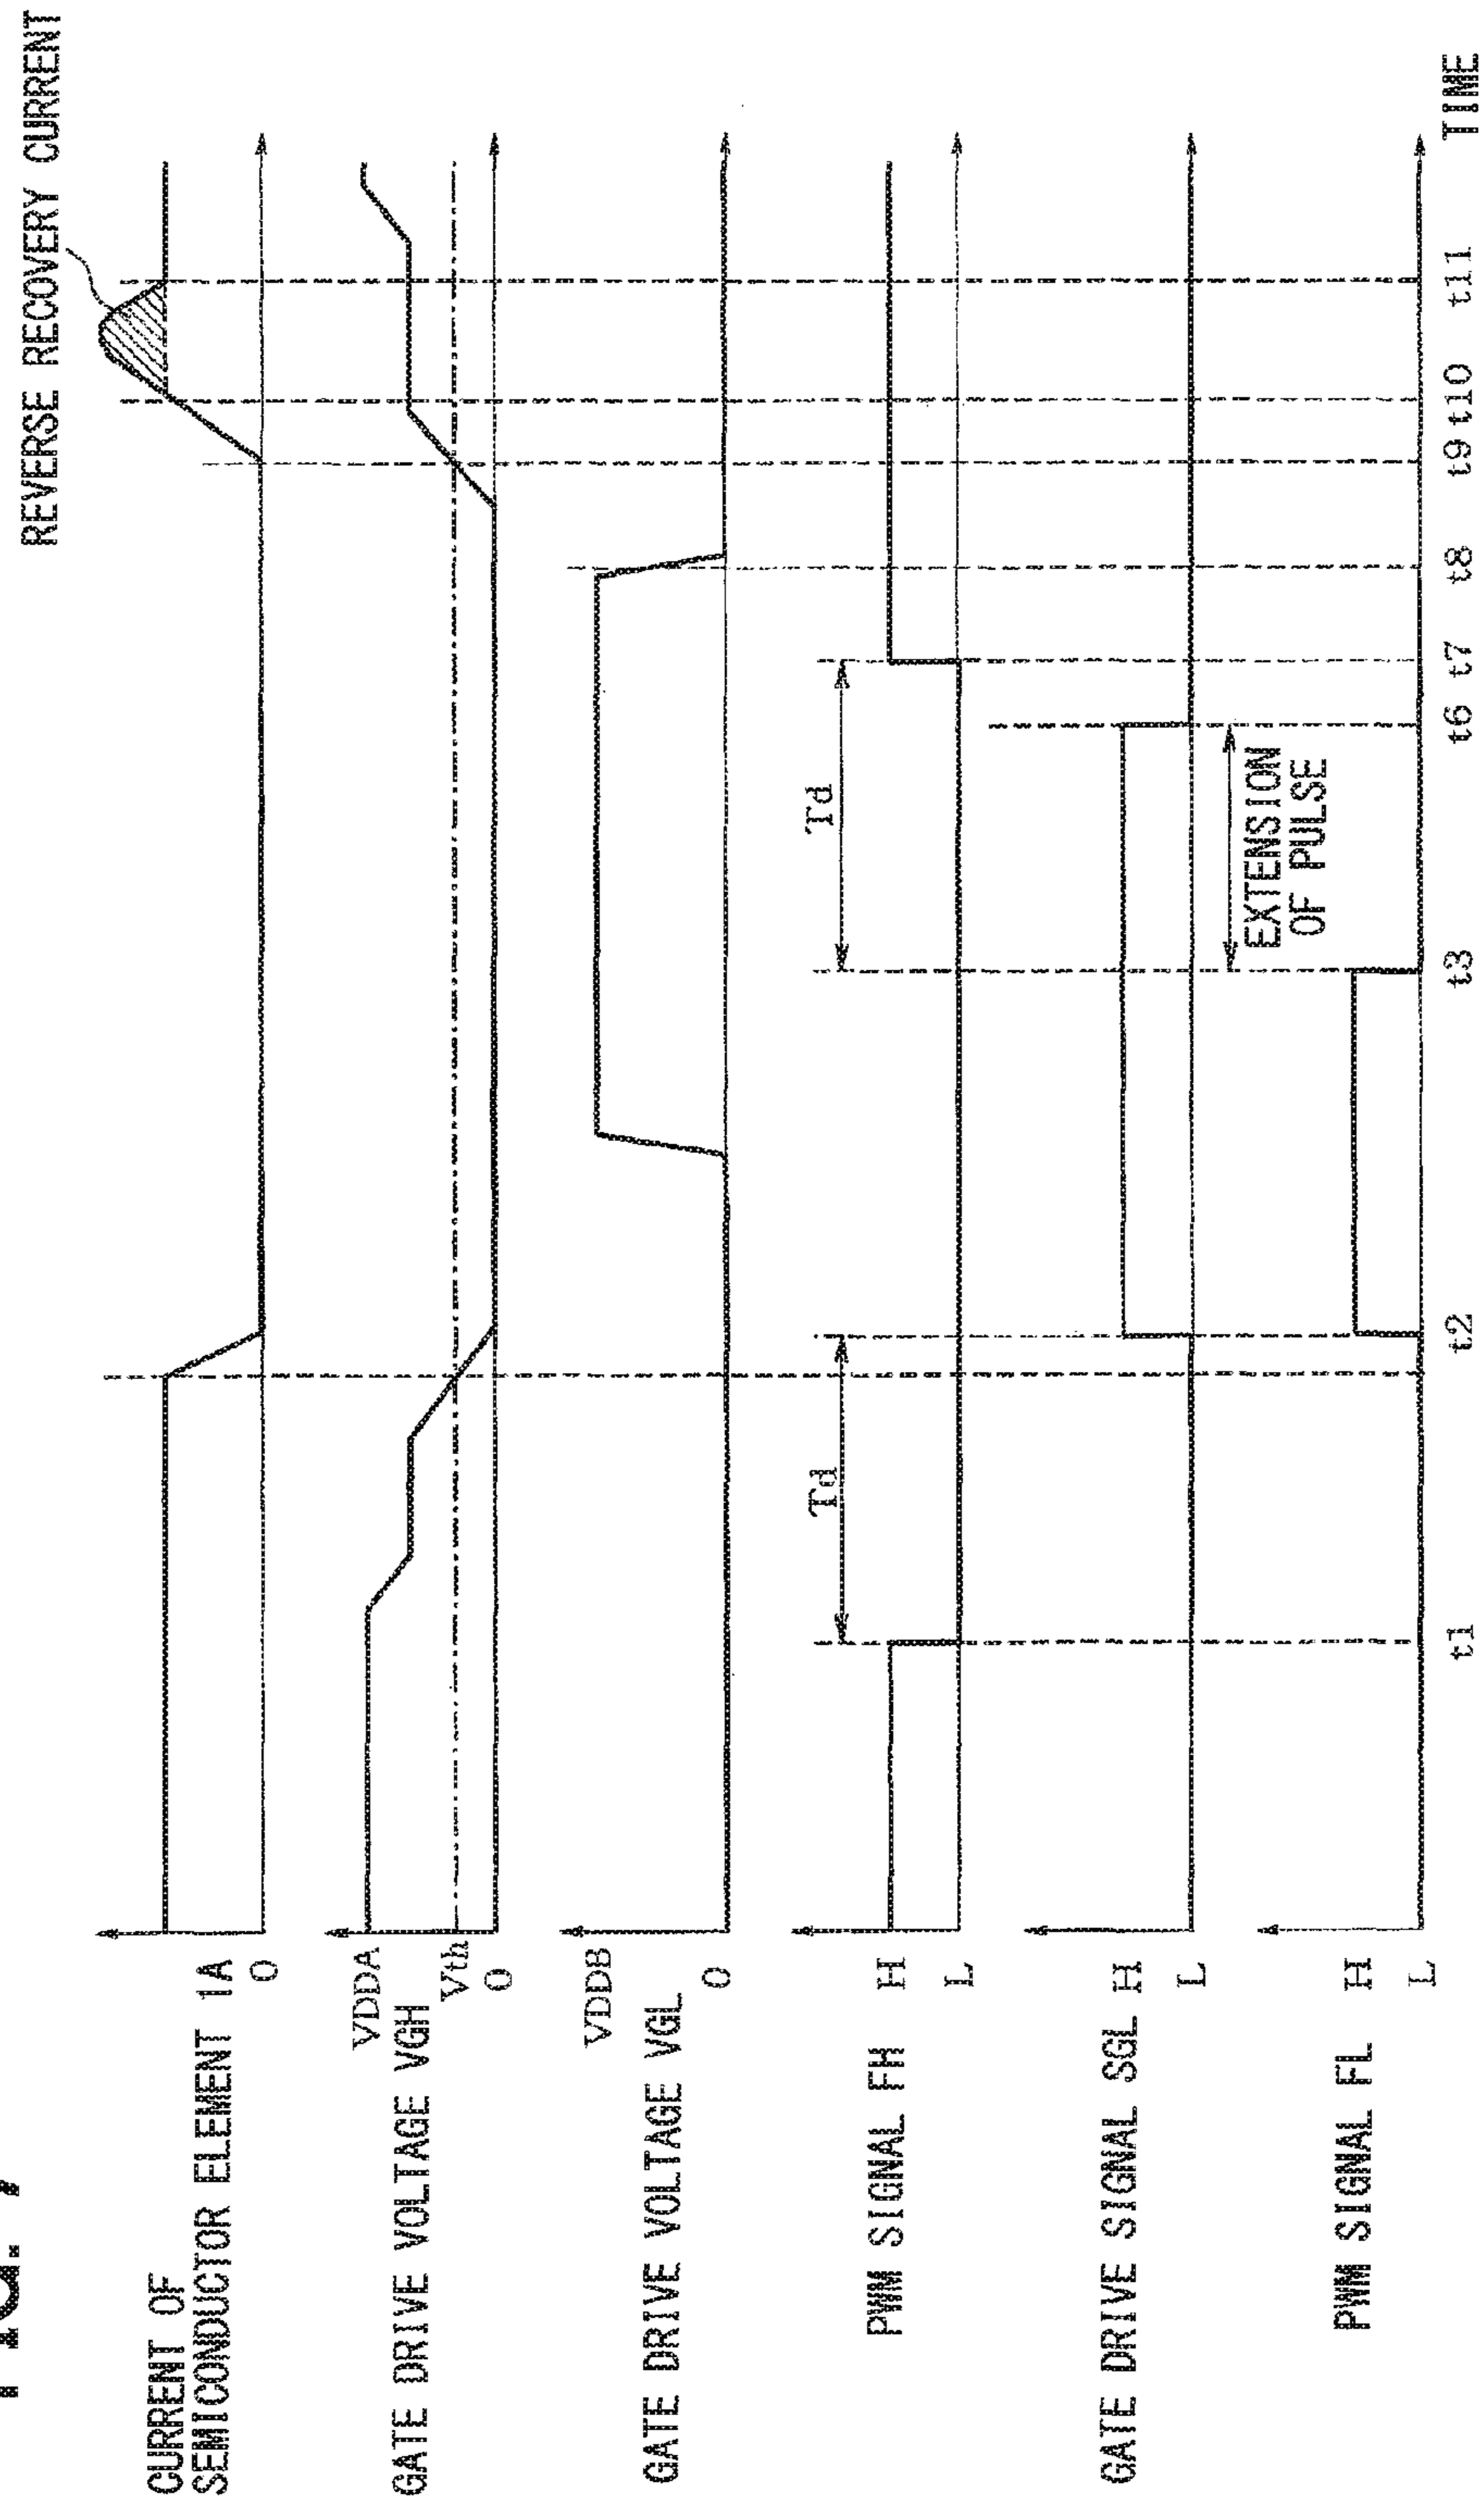 REVERSE RECOVERY CURRENT
CURRENT OF
SEMICONDUCTOR ELEMENT 1A
0
VDDA
GATE DRIVE VOLTAGE VGH
Vth
0
VDDB
GATE DRIVE VOLTAGE VGL
0
Td
Td
PWM SIGNAL FH
H
L
GATE DRIVE SIGNAL SGL
H
L
EXTENSION
OF PULSE
PWM SIGNAL FL
H
L
t1 t2 t3 t6 t7 t8 t9 t10 t11 TIME